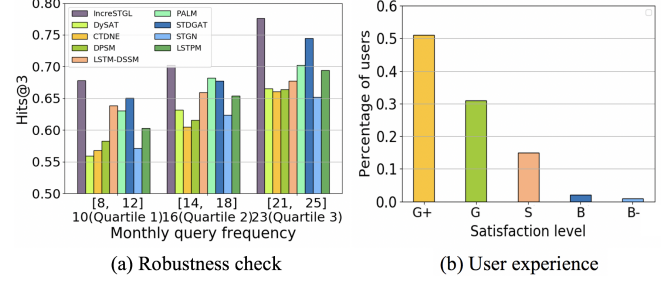 0.80
0.75
0.70
0.65
0.60
0.55
0.50
Hits@3
IncreSTGL
DySAT
CTDNE
DPSM
LSTM-DSSM
PALM
STDGAT
STGN
LSTPM
[8, 12] [14, 18] [21, 25]
10(Quartile 1)16(Quartile 2)23(Quartile 3)
Monthly query frequency
(a) Robustness check
0.6
0.5
0.4
0.3
0.2
0.1
0.0
Percentage of users
G+ G S B B-
Satisfaction level
(b) User experience